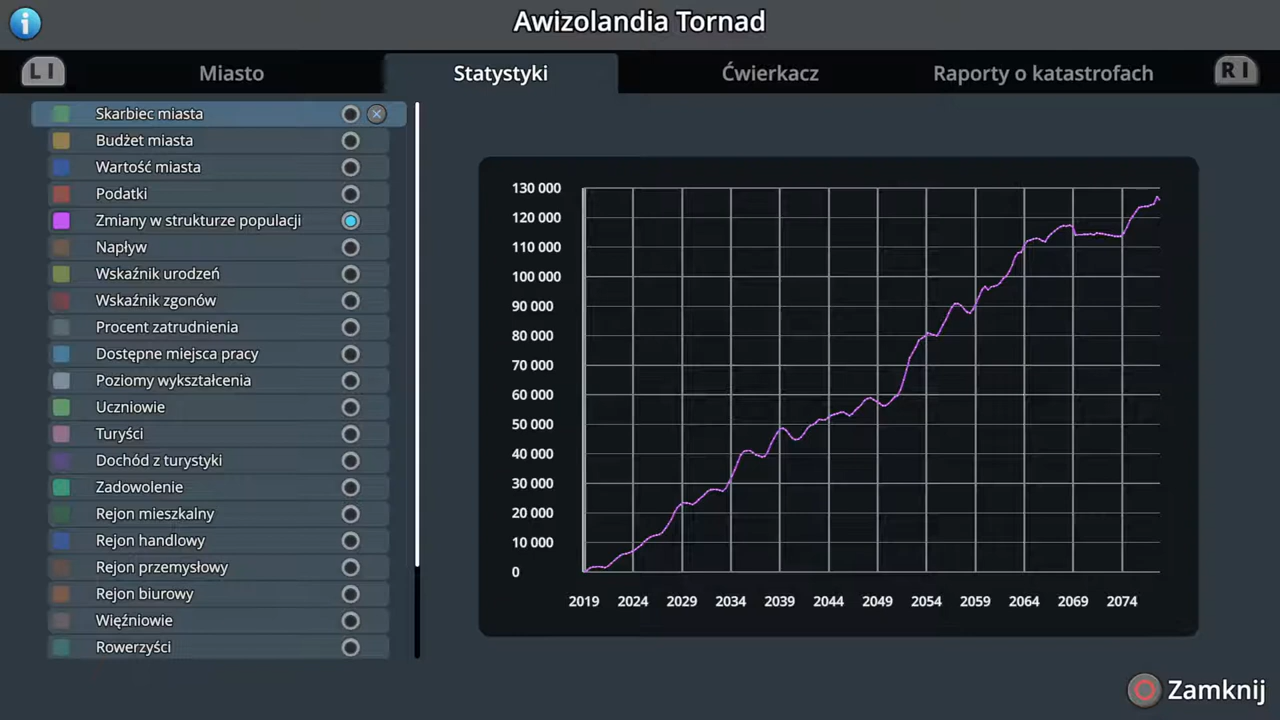 Awizolandia Tornad
L1
Miasto
Statystyki
Ćwierkacz
Raporty o katastrofach
R1
Skarbiec miasta
Budżet miasta
Wartość miasta
Podatki
Zmiany w strukturze populacji
Napływ
Wskaźnik urodzeń
Wskaźnik zgonów
Procent zatrudnienia
Dostępne miejsca pracy
Poziomy wykształcenia
Uczniowie
Turyści
Dochód z turystyki
Zadowolenie
Rejon mieszkalny
Rejon handlowy
Rejon przemysłowy
Rejon biurowy
Więźniowie
Rowerzyści
130 000
120 000
110 000
100 000
90 000
80 000
70 000
60 000
50 000
40 000
30 000
20 000
10 000
0
2019 2024 2029 2034 2039 2044 2049 2054 2059 2064 2069 2074
Zamknij